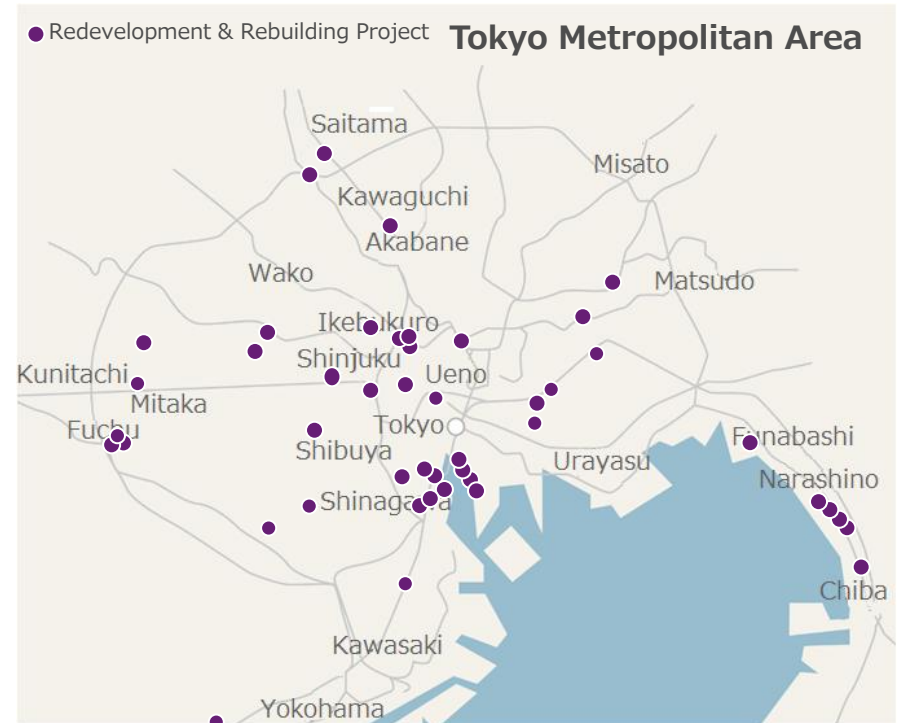 Redevelopment & Rebuilding Project
Tokyo Metropolitan Area
Saitama
Misato
Kawaguchi
Akabane
Wako
Matsudo
Ikebukuro
Shinjuku
Ueno
Kunitachi
Mitaka
Tokyo
Fuchu
Funabashi
Shibuya
Urayasu
Narashino
Shinagawa
Chiba
Kawasaki
Yokohama